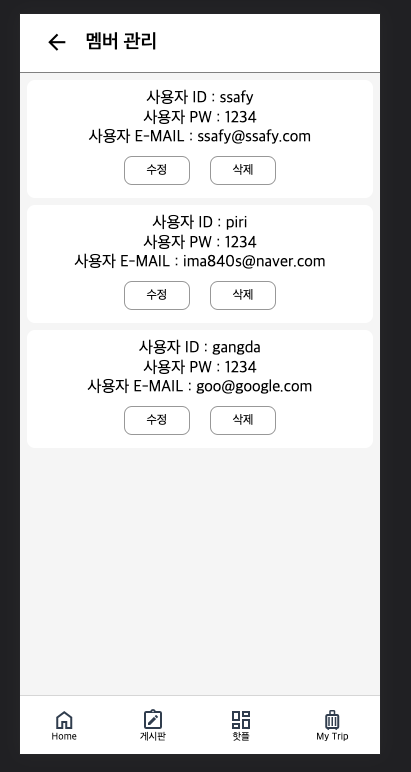 멤버 관리
사용자 ID : ssafy
사용자 PW : 1234
사용자 E-MAIL : ssafy@ssafy.com
수정 삭제
사용자 ID : piri
사용자 PW : 1234
사용자 E-MAIL : ima840s@naver.com
수정 삭제
사용자 ID : gangda
사용자 PW : 1234
사용자 E-MAIL : goo@google.com
수정 삭제
Home 게시판 핫플 My Trip